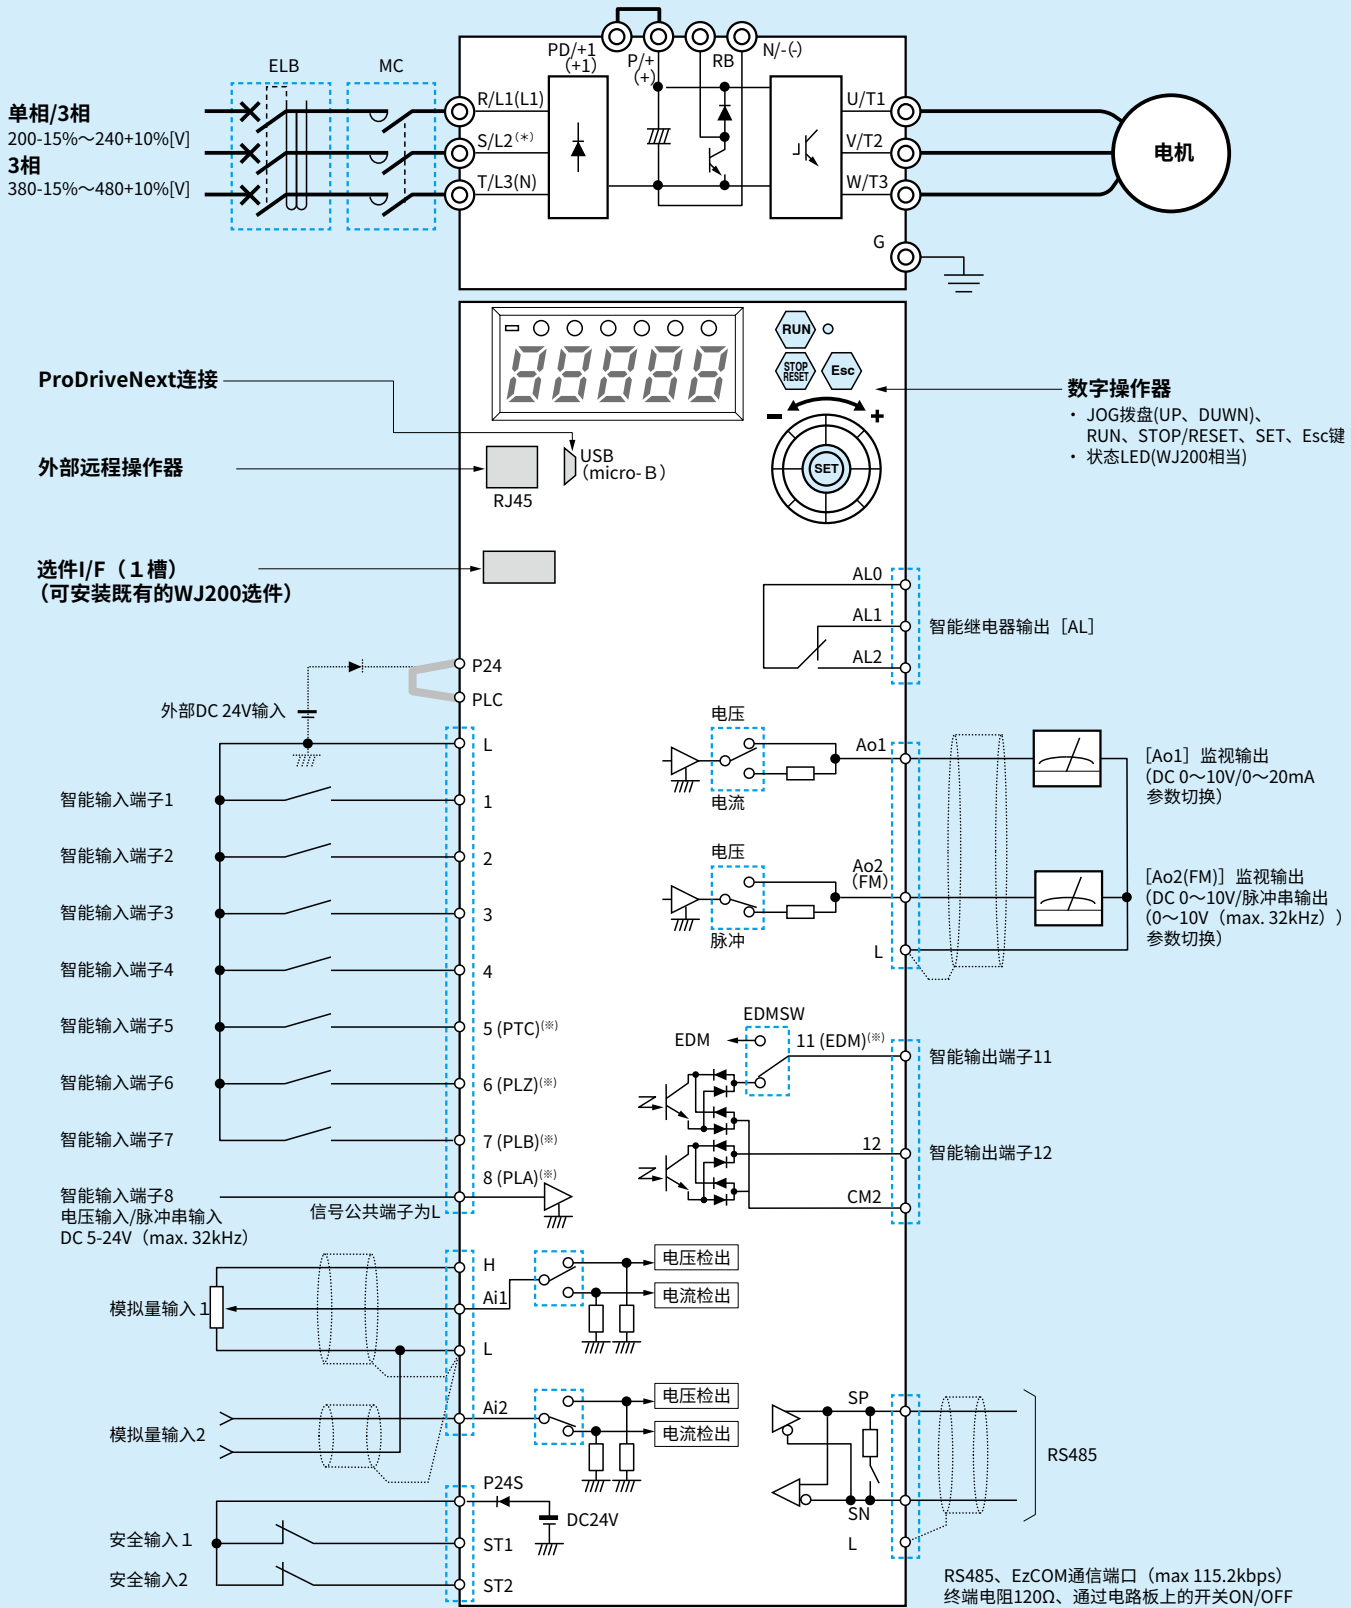 PD/+1
(+1)
P/+
(+)
RB
N/-(-)
ELB
MC
单相/3相
200-15%～240+10%[V]
3相
380-15%～480+10%[V]
R/L1(L1)
S/L2(＊)
T/L3(N)
U/T1
V/T2
W/T3
G
电机
RUN
STOP
RESET
Esc
SET
ProDriveNext连接
外部远程操作器
USB
（micro-Ｂ）
RJ45
数字操作器
・ JOG拨盘(UP、DUWN)、
RUN、STOP/RESET、SET、Esc键
・ 状态LED(WJ200相当)
选件I/F（１槽）
（可安装既有的WJ200选件）
AL0
AL1
AL2
智能继电器输出［AL］
P24
PLC
外部DC 24V输入
L
智能输入端子1
1
智能输入端子2
2
智能输入端子3
3
智能输入端子4
4
智能输入端子5
5 (PTC)(※)
智能输入端子6
6 (PLZ)(※)
智能输入端子7
7 (PLB)(※)
8 (PLA)(※)
智能输入端子8
电压输入/脉冲串输入
DC 5-24V（max. 32kHz）
信号公共端子为L
电压
电流
Ao1
［Ao1］监视输出
（DC 0～10V/0～20mA
参数切换）
电压
脉冲
Ao2
（FM）
L
［Ao2(FM)］监视输出
（DC 0～10V/脉冲串输出
（0～10V（max. 32kHz））
参数切换）
EDMSW
EDM
11 (EDM)(※)
智能输出端子11
12
智能输出端子12
CM2
H
Ai1
L
模拟量输入１
电压检出
电流检出
Ai2
模拟量输入2
电压检出
电流检出
P24S
DC24V
安全输入１
ST1
安全输入2
ST2
SP
SN
L
RS485
RS485、EzCOM通信端口（max 115.2kbps）
终端电阻120Ω、通过电路板上的开关ON/OFF